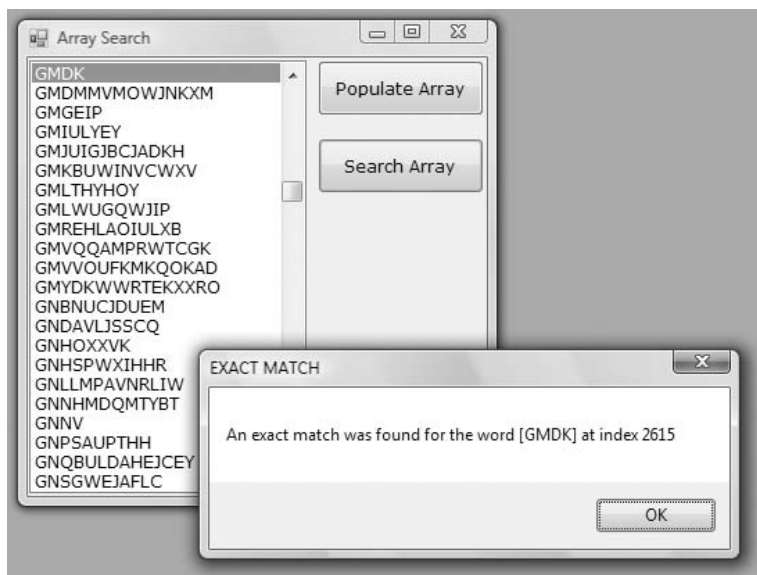 Array Search
GMDK
GMDMMVMOWJNKXM
GMGEIP
GMIULYEY
GMJUIGJBCJADKH
GMKBUWINVCWXV
GMLTHYHOY
GMLWUGQWJIP
GMREHLAOIULXB
GMVQQAMPRWTCGK
GMVVOUFKMKQOKAD
GMYDKWWRTEKXXRO
GNBNUCJDUEM
GNDAVLJSSCQ
GNHOXXVK
GNHSPWXIHHR
GNLLMPAVNRLIW
GNNHMDQMTYBT
GNNV
GNPSAUPTHH
GNQBULDAHEJCEY
GNSGWEJAFLC
Populate Array
Search Array
EXACT MATCH
An exact match was found for the word [GMDK] at index 2615
OK